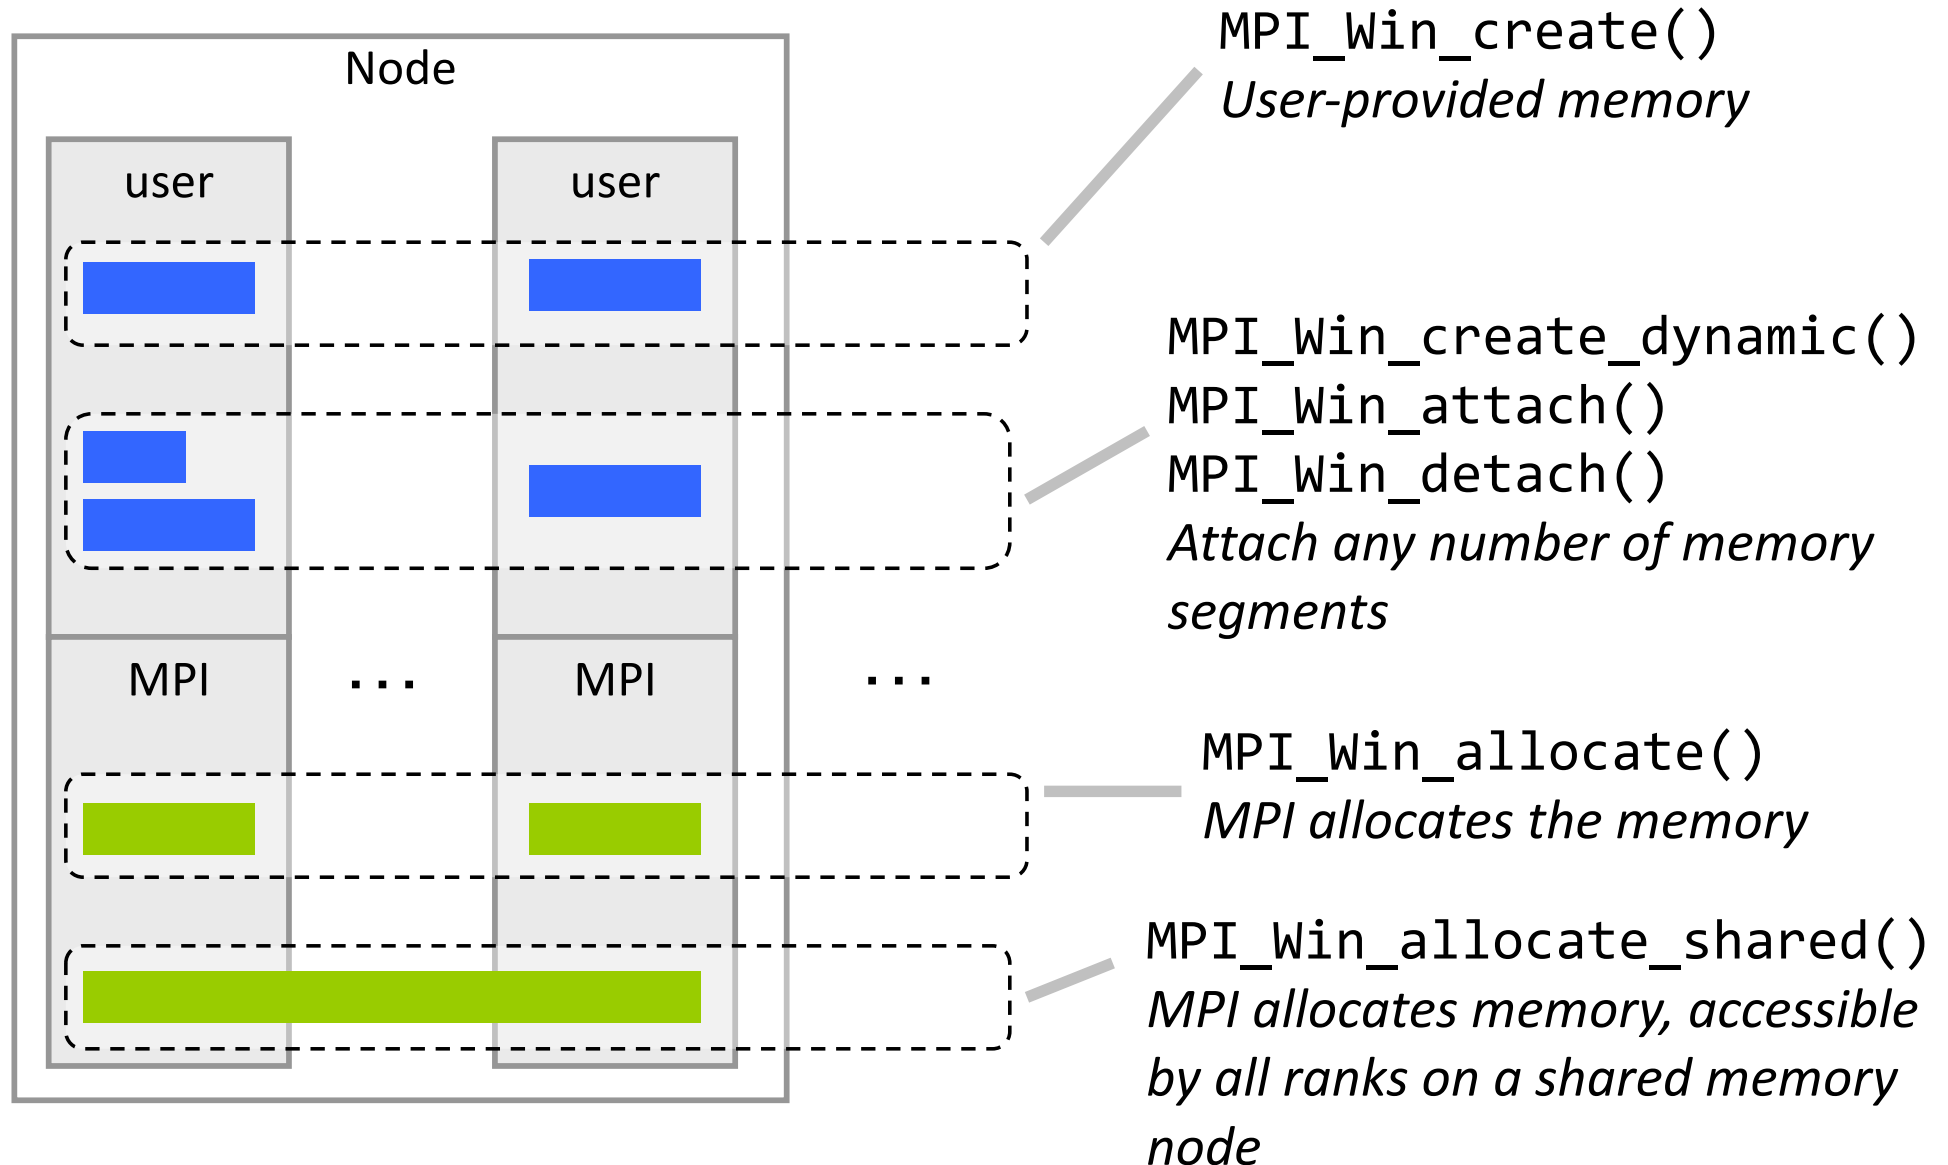 Node
user
user
MPI
...
MPI
...
MPI_Win_create()
User-provided memory
MPI_Win_create_dynamic()
MPI_Win_attach()
MPI_Win_detach()
Attach any number of memory
segments
MPI_Win_allocate()
MPI allocates the memory
MPI_Win_allocate_shared()
MPI allocates memory, accessible
by all ranks on a shared memory
node